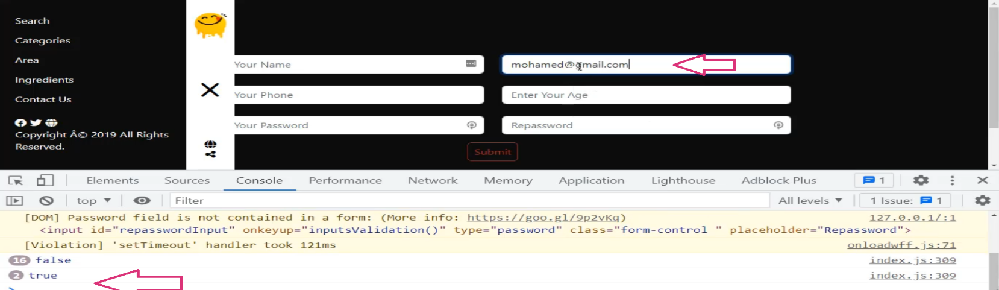 Search
Categories
Area
Ingredients
Contact Us
Copyright Â© 2019 All Rights
Reserved.
Your Name
mohamed@gmail.com
Your Phone
Enter Your Age
Your Password
Repassword
Submit
Elements Sources Console Performance Network Memory Application Lighthouse Adblock Plus 1
top Filter All levels 1 Issue: 1
[DOM] Password field is not contained in a form: (More info: https://goo.gl/9p2vKq) 127.0.0.1/:1
<input id="repasswordInput" onkeyup="inputsValidation()" type="password" class="form-control " placeholder="Repassword">
[Violation] 'setTimeout' handler took 121ms onloadwff.js:71
16 false index.js:309
2 true index.js:309